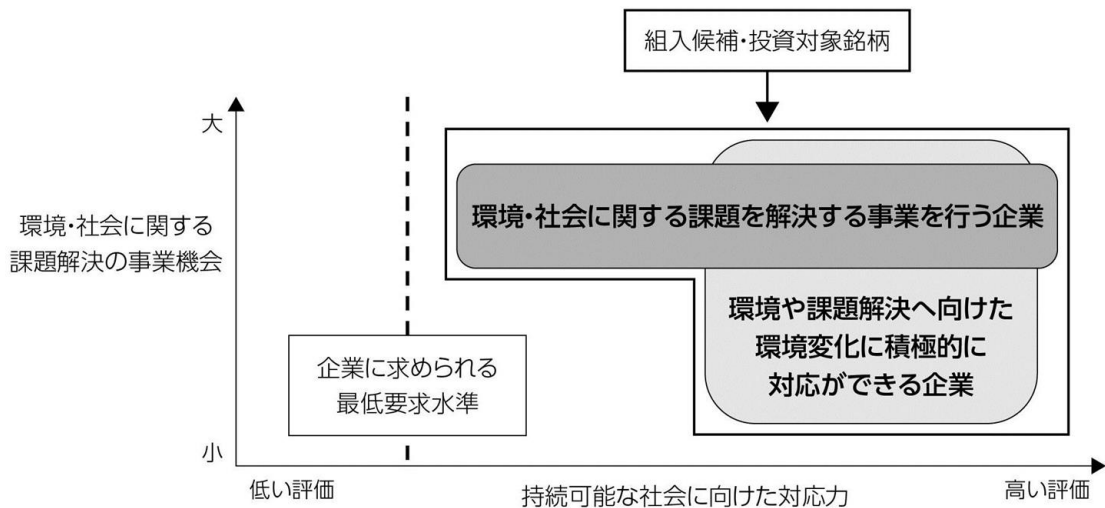 組入候補・投資対象銘柄
大
環境・社会に関する
課題解決の事業機会
環境・社会に関する課題を解決する事業を行う企業
環境や課題解決へ向けた
環境変化に積極的に
対応ができる企業
企業に求められる
最低要求水準
小
低い評価
持続可能な社会に向けた対応力
高い評価